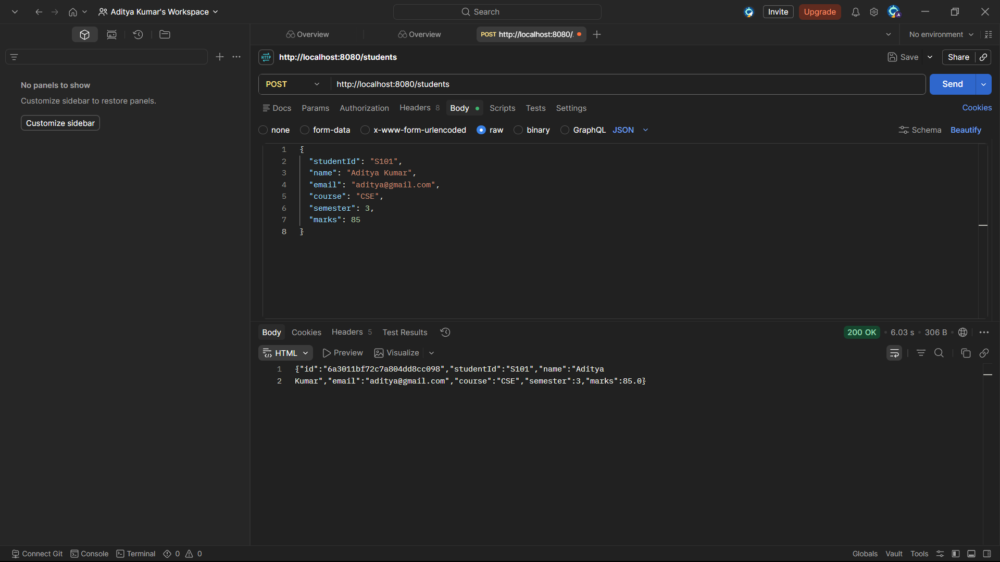 Aditya Kumar's Workspace
Search
Invite
Upgrade
A
Overview
Overview
POST http://localhost:8080/.
No environment
HTTP http://localhost:8080/students
Save
Share
No panels to show
Customize sidebar to restore panels.
Customize sidebar
POST http://localhost:8080/students
Send
Docs Params Authorization Headers 8 Body Scripts Tests Settings
Cookies
none form-data x-www-form-urlencoded raw binary GraphQL JSON
Schema Beautify
1 {
2 "studentId": "S101",
3 "name": "Aditya Kumar",
4 "email": "aditya@gmail.com",
5 "course": "CSE",
6 "semester": 3,
7 "marks": 85
8 }
Body Cookies Headers 5 Test Results
200 OK • 6.03 s • 306 B
HTML Preview Visualize
1 {"id":"6a3011bf72c7a804dd8cc098","studentId":"S101","name":"Aditya
2 Kumar","email":"aditya@gmail.com","course":"CSE","semester":3,"marks":85.0}
Connect Git Console Terminal 0 0
Globals Vault Tools